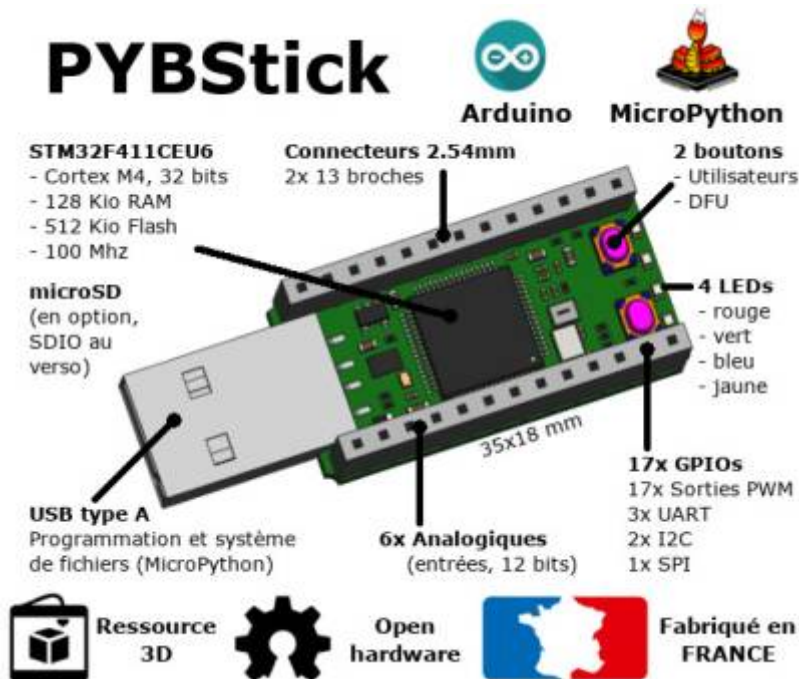 PYBStick
Arduino
MicroPython
STM32F411CEU6
- Cortex M4, 32 bits
- 128 Kio RAM
- 512 Kio Flash
- 100 Mhz
Connecteurs 2.54mm
2x 13 broches
2 boutons
- Utilisateurs
- DFU
microSD
(en option,
SDIO au
verso)
4 LEDs
- rouge
- vert
- bleu
- jaune
35x18 mm
USB type A
Programmation et système
de fichiers (MicroPython)
6x Analogiques
(entrées, 12 bits)
17x GPIOs
17x Sorties PWM
3x UART
2x I2C
1x SPI
Ressource
3D
Open
hardware
Fabriqué en
FRANCE